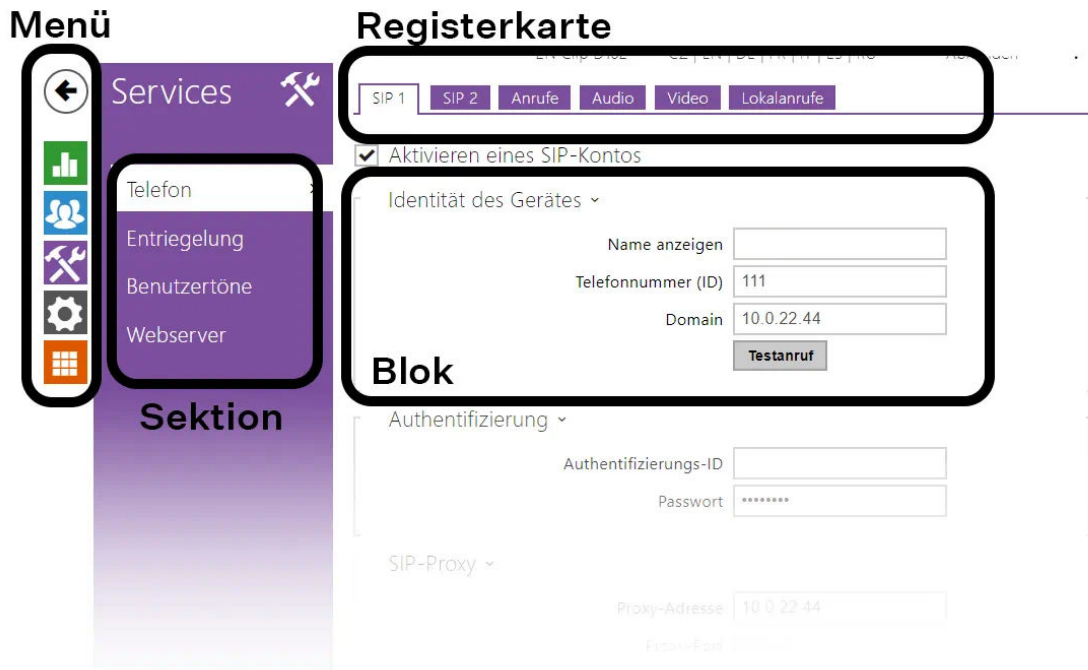 Menü
Registerkarte
Services
SIP 1 SIP 2 Anrufe Audio Video Lokalanrufe
Aktivieren eines SIP-Kontos
Telefon
Entriegelung
Benutzertöne
Webserver
Sektion
Identität des Gerätes
Name anzeigen
Telefonnummer (ID) 111
Domain 10.0.22.44
Testanruf
Blok
Authentifizierung
Authentifizierungs-ID
Passwort ••••••••
SIP-Proxy
Proxy-Adresse 10.0.22.44